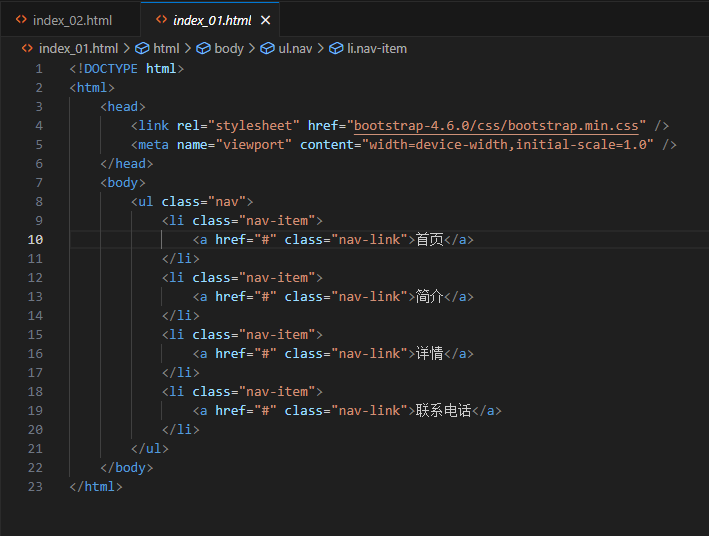 index_02.html index_01.html
index_01.html > html > body > ul.nav > li.nav-item
1 <!DOCTYPE html>
2 <html>
3 <head>
4 <link rel="stylesheet" href="bootstrap-4.6.0/css/bootstrap.min.css" />
5 <meta name="viewport" content="width=device-width,initial-scale=1.0" />
6 </head>
7 <body>
8 <ul class="nav">
9 <li class="nav-item">
10 <a href="#" class="nav-link">首页</a>
11 </li>
12 <li class="nav-item">
13 <a href="#" class="nav-link">简介</a>
14 </li>
15 <li class="nav-item">
16 <a href="#" class="nav-link">详情</a>
17 </li>
18 <li class="nav-item">
19 <a href="#" class="nav-link">联系电话</a>
20 </li>
21 </ul>
22 </body>
23 </html>